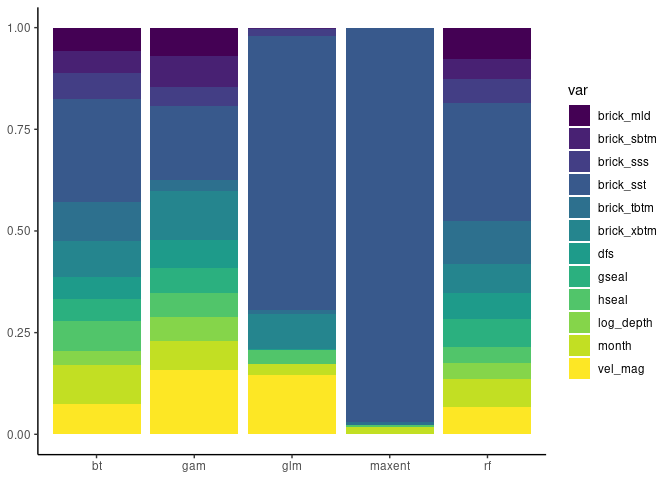 1.00
0.75
0.50
0.25
0.00
bt gam glm maxent rf
var
brick_mld
brick_sbtm
brick_sss
brick_sst
brick_tbtm
brick_xbtm
dfs
gseal
hseal
log_depth
month
vel_mag